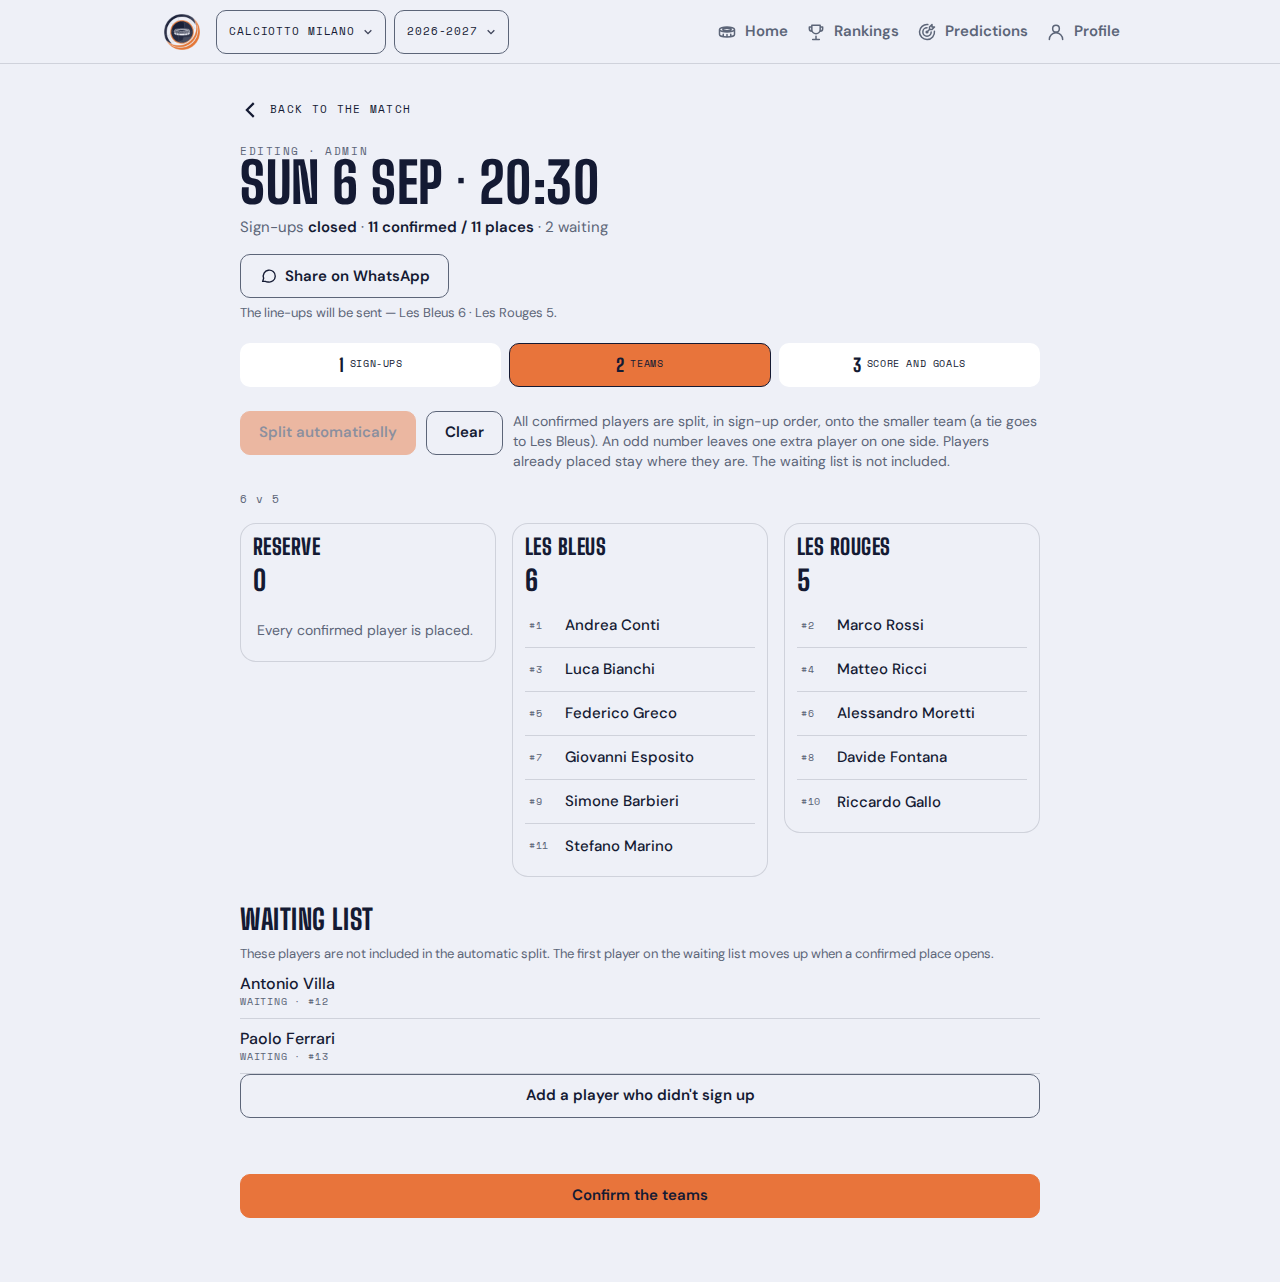 CALCIOTTO MILANO
2026-2027
Home
Rankings
Predictions
Profile
BACK TO THE MATCH
EDITING · ADMIN
SUN 6 SEP · 20:30
Sign-ups closed · 11 confirmed / 11 places · 2 waiting
Share on WhatsApp
The line-ups will be sent — Les Bleus 6 · Les Rouges 5.
1 SIGN-UPS
2 TEAMS
3 SCORE AND GOALS
Split automatically
Clear
All confirmed players are split, in sign-up order, onto the smaller team (a tie goes
to Les Bleus). An odd number leaves one extra player on one side. Players
already placed stay where they are. The waiting list is not included.
6 v 5
RESERVE
0
Every confirmed player is placed.
LES BLEUS
6
#1 Andrea Conti
#3 Luca Bianchi
#5 Federico Greco
#7 Giovanni Esposito
#9 Simone Barbieri
#11 Stefano Marino
LES ROUGES
5
#2 Marco Rossi
#4 Matteo Ricci
#6 Alessandro Moretti
#8 Davide Fontana
#10 Riccardo Gallo
WAITING LIST
These players are not included in the automatic split. The first player on the waiting list moves up when a confirmed place opens.
Antonio Villa
WAITING · #12
Paolo Ferrari
WAITING · #13
Add a player who didn't sign up
Confirm the teams